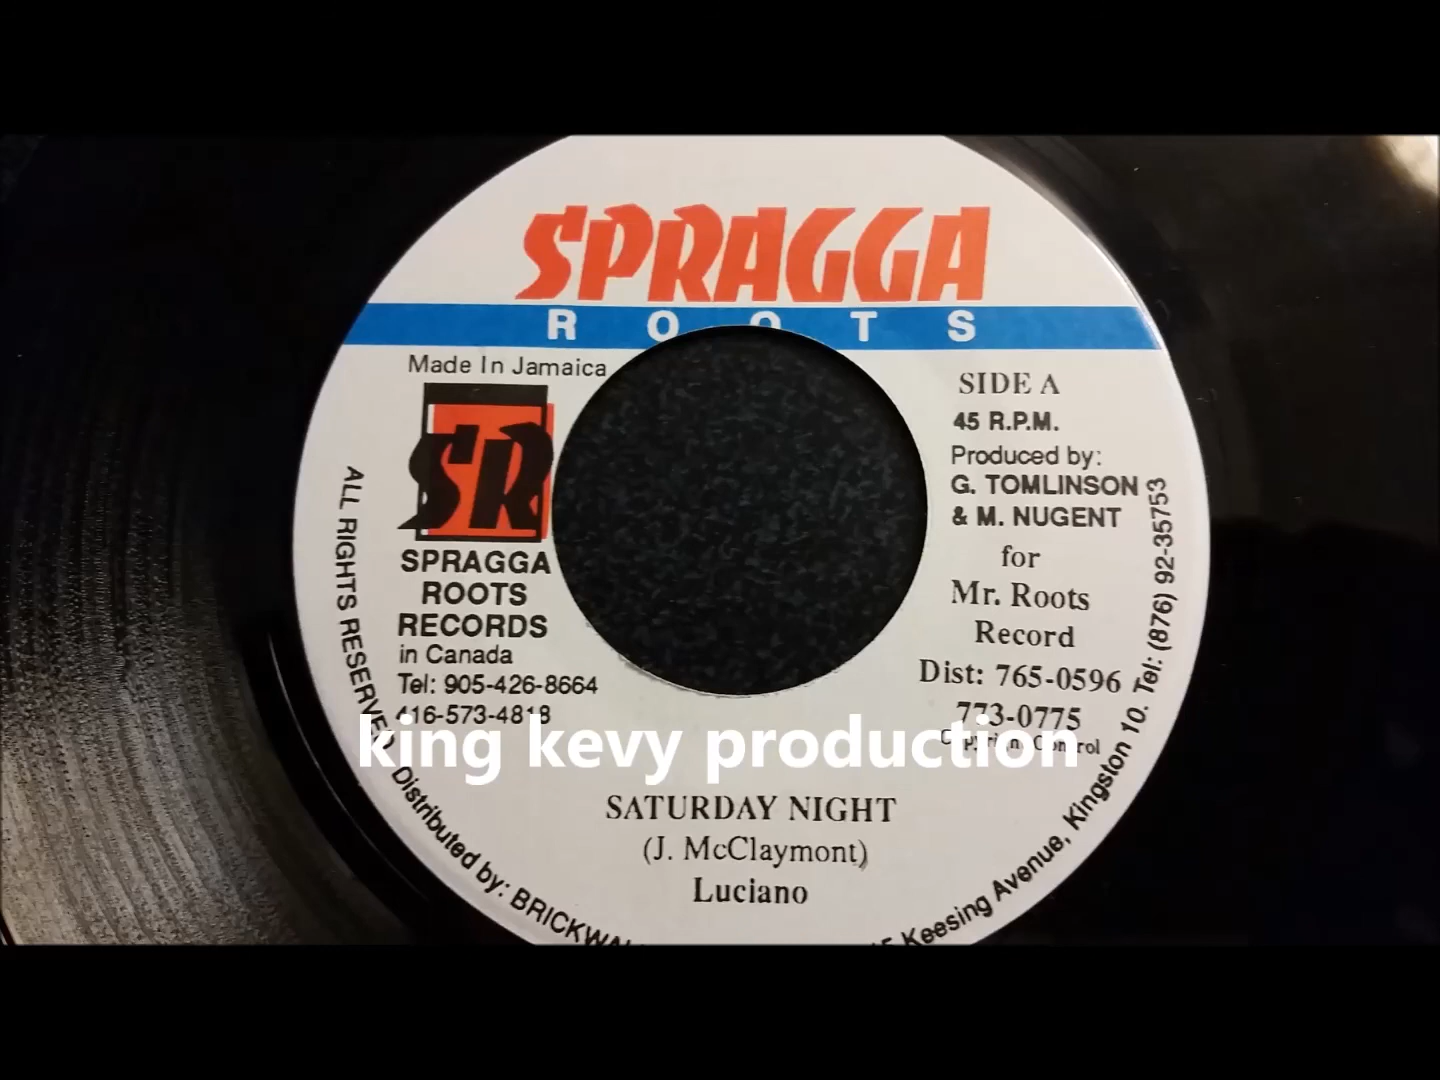 SPRAGGA
ROOTS
Made In Jamaica
SR
SPRAGGA
ROOTS
RECORDS
in Canada
Tel: 905-426-8664
416-573-4818
SIDE A
45 R.P.M.
Produced by:
G. TOMLINSON
& M. NUGENT
for
Mr. Roots
Record
Dist: 765-0596
773-0775
Copyright Control
king kevy production
SATURDAY NIGHT
(J. McClaymont)
Luciano
ALL RIGHTS RESERVED Distributed by: Keesing Avenue, Kingston 10. Tel: (876) 92-35753